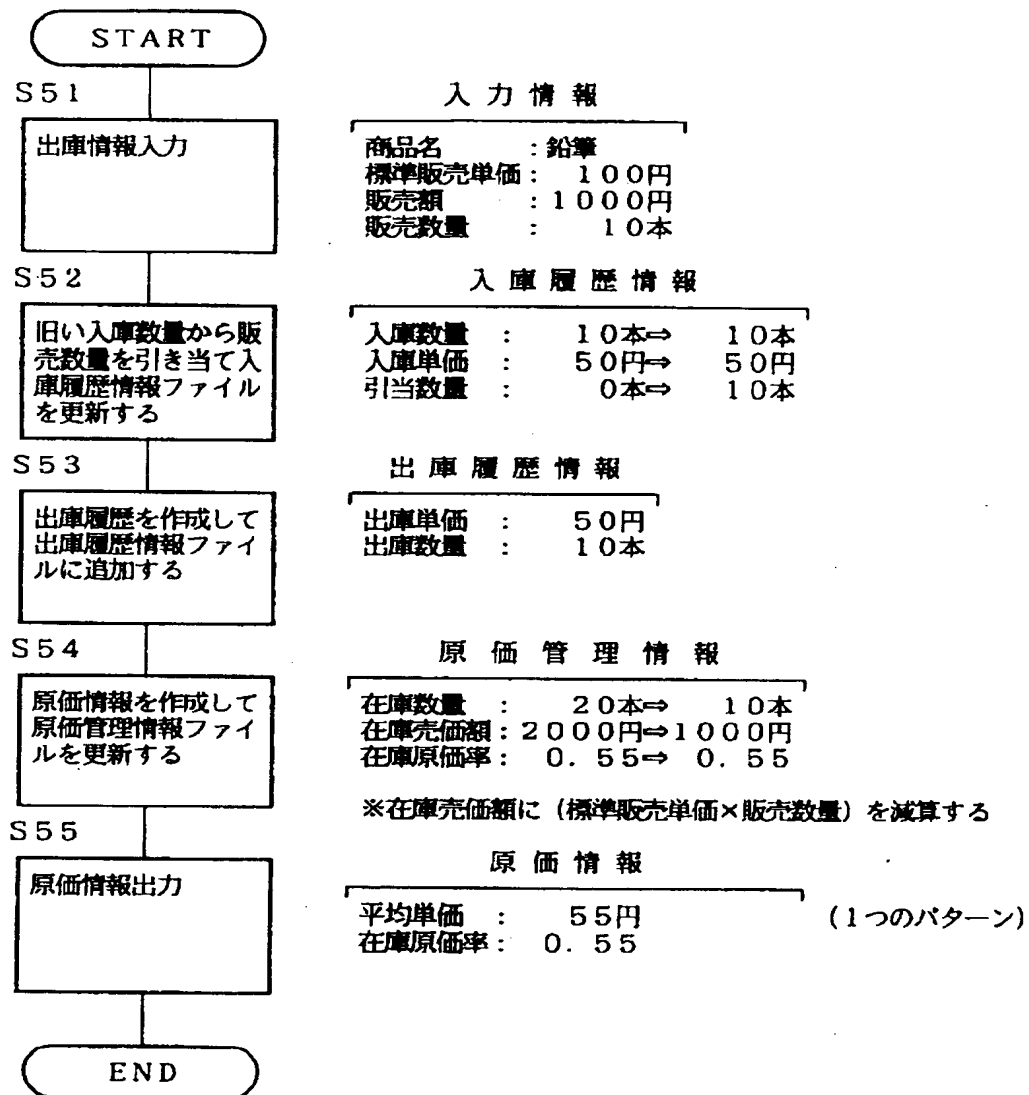 START
S51
入力情報
出庫情報入力
商品名 : 鉛筆
標準販売単価 : 100円
販売額 : 1000円
販売数量 : 10本
S52
入庫履歴情報
旧い入庫数量から販
売数量を引き当て入
庫履歴情報ファイル
を更新する
入庫数量 : 10本⇒ 10本
入庫単価 : 50円⇒ 50円
引当数量 : 0本⇒ 10本
S53
出庫履歴情報
出庫履歴を作成して
出庫履歴情報ファイ
ルに追加する
出庫単価 : 50円
出庫数量 : 10本
S54
原価管理情報
原価情報を作成して
原価管理情報ファイ
ルを更新する
在庫数量 : 20本⇒ 10本
在庫売価額 : 2000円⇒1000円
在庫原価率 : 0.55⇒ 0.55
※在庫売価額に(標準販売単価×販売数量)を減算する
S55
原価情報
原価情報出力
平均単価 : 55円 (1つのパターン)
在庫原価率 : 0.55
END